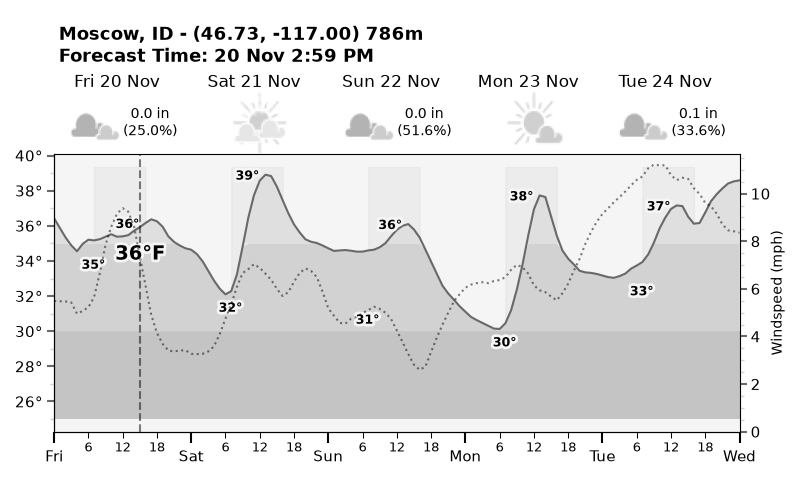 Moscow, ID - (46.73, -117.00) 786m
Forecast Time: 20 Nov 2:59 PM
Fri 20 Nov
Sat 21 Nov
Sun 22 Nov
Mon 23 Nov
Tue 24 Nov
0.0 in
(25.0%)
0.0 in
(51.6%)
0.1 in
(33.6%)
40°
38°
36°
34°
32°
30°
28°
26°
35°
36°
36°F
32°
39°
31°
36°
30°
38°
33°
37°
10
8
6
4
2
0
Windspeed (mph)
6 12 18 6 12 18 6 12 18 6 12 18 6 12 18
Fri Sat Sun Mon Tue Wed